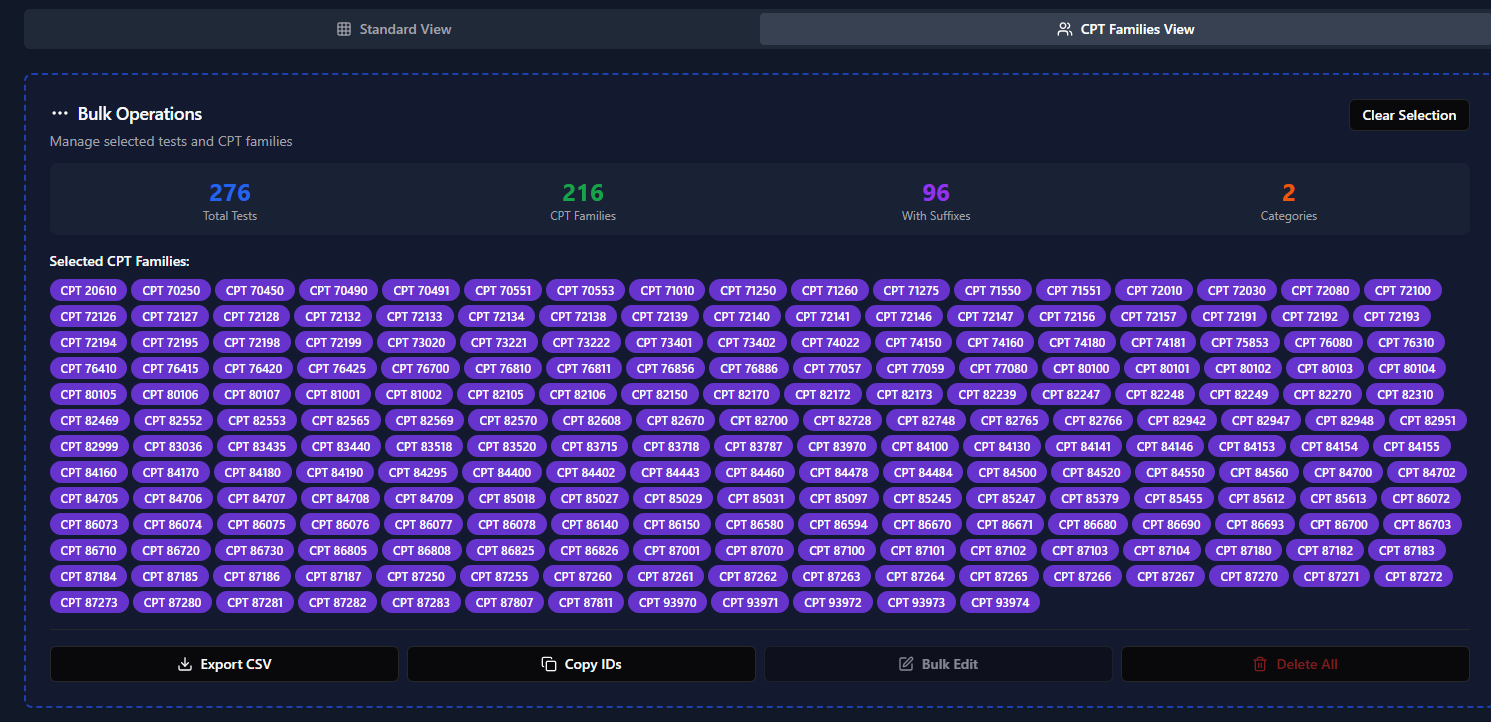 Standard View CPT Families View
Bulk Operations Clear Selection
Manage selected tests and CPT families
276 216 96 2
Total Tests CPT Families With Suffixes Categories
Selected CPT Families:
CPT 20610 CPT 70250 CPT 70450 CPT 70490 CPT 70491 CPT 70551 CPT 70553 CPT 71010 CPT 71250 CPT 71260 CPT 71275 CPT 71550 CPT 71551 CPT 72010 CPT 72030 CPT 72080 CPT 72100
CPT 72126 CPT 72127 CPT 72128 CPT 72132 CPT 72133 CPT 72134 CPT 72138 CPT 72139 CPT 72140 CPT 72141 CPT 72146 CPT 72147 CPT 72156 CPT 72157 CPT 72191 CPT 72192 CPT 72193
CPT 72194 CPT 72195 CPT 72198 CPT 72199 CPT 73020 CPT 73221 CPT 73222 CPT 73401 CPT 73402 CPT 74022 CPT 74150 CPT 74160 CPT 74180 CPT 74181 CPT 75853 CPT 76080 CPT 76310
CPT 76410 CPT 76415 CPT 76420 CPT 76425 CPT 76700 CPT 76810 CPT 76811 CPT 76856 CPT 76886 CPT 77057 CPT 77059 CPT 77080 CPT 80100 CPT 80101 CPT 80102 CPT 80103 CPT 80104
CPT 80105 CPT 80106 CPT 80107 CPT 81001 CPT 81002 CPT 82105 CPT 82106 CPT 82150 CPT 82170 CPT 82172 CPT 82173 CPT 82239 CPT 82247 CPT 82248 CPT 82249 CPT 82270 CPT 82310
CPT 82469 CPT 82552 CPT 82553 CPT 82565 CPT 82569 CPT 82570 CPT 82608 CPT 82670 CPT 82700 CPT 82728 CPT 82748 CPT 82765 CPT 82766 CPT 82942 CPT 82947 CPT 82948 CPT 82951
CPT 82999 CPT 83036 CPT 83435 CPT 83440 CPT 83518 CPT 83520 CPT 83715 CPT 83718 CPT 83787 CPT 83970 CPT 84100 CPT 84130 CPT 84141 CPT 84146 CPT 84153 CPT 84154 CPT 84155
CPT 84160 CPT 84170 CPT 84180 CPT 84190 CPT 84295 CPT 84400 CPT 84402 CPT 84443 CPT 84460 CPT 84478 CPT 84484 CPT 84500 CPT 84520 CPT 84550 CPT 84560 CPT 84700 CPT 84702
CPT 84705 CPT 84706 CPT 84707 CPT 84708 CPT 84709 CPT 85018 CPT 85027 CPT 85029 CPT 85031 CPT 85097 CPT 85245 CPT 85247 CPT 85379 CPT 85455 CPT 85612 CPT 85613 CPT 86072
CPT 86073 CPT 86074 CPT 86075 CPT 86076 CPT 86077 CPT 86078 CPT 86140 CPT 86150 CPT 86580 CPT 86594 CPT 86670 CPT 86671 CPT 86680 CPT 86690 CPT 86693 CPT 86700 CPT 86703
CPT 86710 CPT 86720 CPT 86730 CPT 86805 CPT 86808 CPT 86825 CPT 86826 CPT 87001 CPT 87070 CPT 87100 CPT 87101 CPT 87102 CPT 87103 CPT 87104 CPT 87180 CPT 87182 CPT 87183
CPT 87184 CPT 87185 CPT 87186 CPT 87187 CPT 87250 CPT 87255 CPT 87260 CPT 87261 CPT 87262 CPT 87263 CPT 87264 CPT 87265 CPT 87266 CPT 87267 CPT 87270 CPT 87271 CPT 87272
CPT 87273 CPT 87280 CPT 87281 CPT 87282 CPT 87283 CPT 87807 CPT 87811 CPT 93970 CPT 93971 CPT 93972 CPT 93973 CPT 93974
Export CSV Copy IDs Bulk Edit Delete All